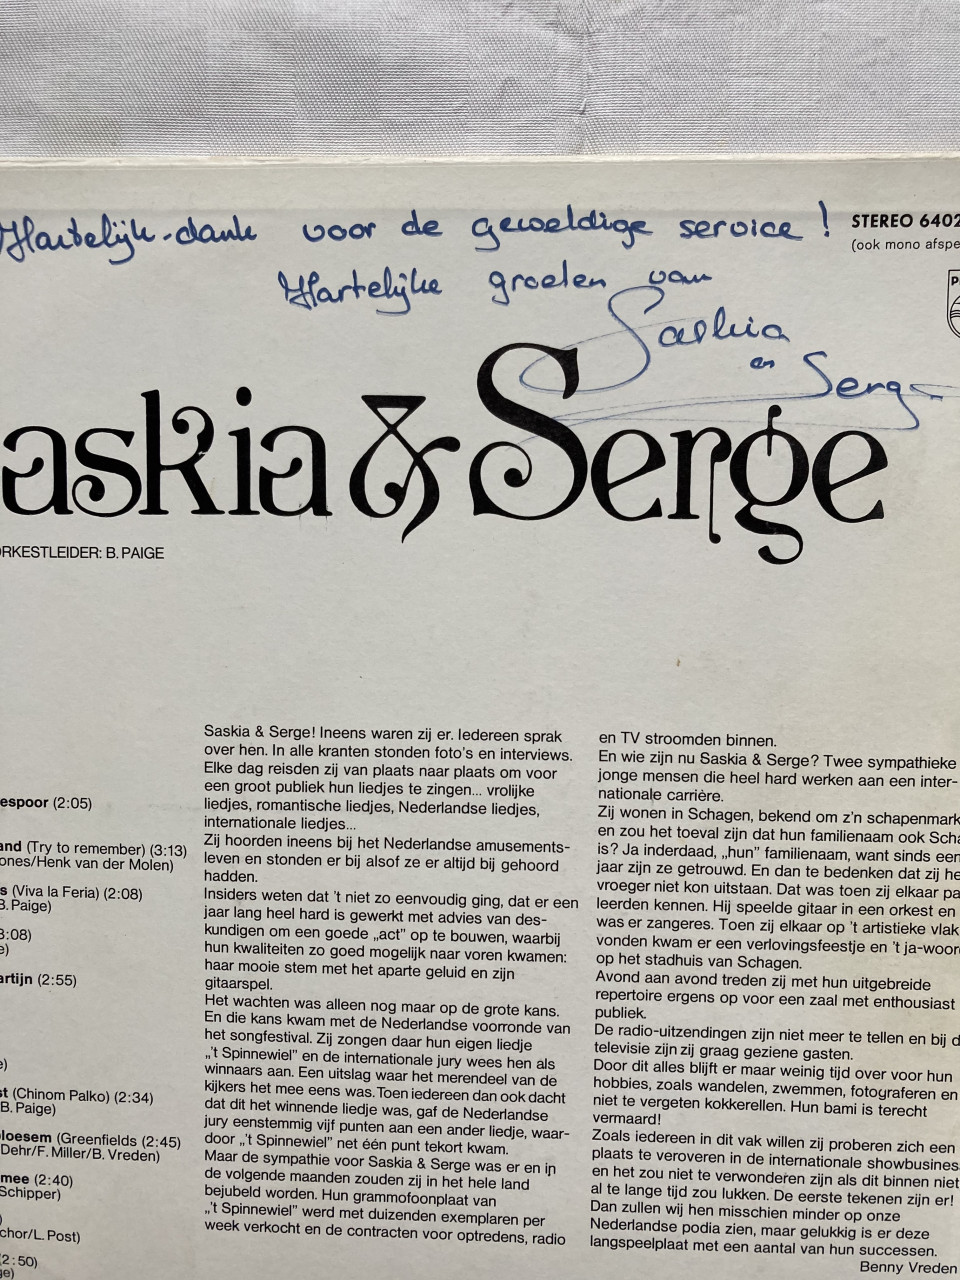 Hartelijk-dank voor de geweldige service!
STEREO 6402
(ook mono afspe
Hartelijke groeten van
Saskia
en Serge
askia & Serge
ORKESTLEIDER: B. PAIGE
espoor (2:05)
and (Try to remember) (3:13)
ones/Henk van der Molen)
s (Viva la Feria) (2:08)
B. Paige)
3:08)
e)
artijn (2:55)
e)
st (Chinom Palko) (2:34)
B. Paige)
loesem (Greenfields (2:45)
Dehr/F. Miller/B. Vreden)
mee (2:40)
Schipper)
)
chor/L. Post)
(2:50)
ge)
Saskia & Serge! Ineens waren zij er. Iedereen sprak
over hen. In alle kranten stonden foto's en interviews.
Elke dag reisden zij van plaats naar plaats om voor
een groot publiek hun liedjes te zingen... vrolijke
liedjes, romantische liedjes, Nederlandse liedjes,
internationale liedjes...
Zij hoorden ineens bij het Nederlandse amusements-
leven en stonden er bij alsof ze er altijd bij gehoord
hadden.
Insiders weten dat 't niet zo eenvoudig ging, dat er een
jaar lang heel hard is gewerkt met advies van des-
kundigen om een goede „act" op te bouwen, waarbij
hun kwaliteiten zo goed mogelijk naar voren kwamen:
haar mooie stem met het aparte geluid en zijn
gitaarspel.
Het wachten was alleen nog maar op de grote kans.
En die kans kwam met de Nederlandse voorronde van
het songfestival. Zij zongen daar hun eigen liedje
„'t Spinnewiel" en de internationale jury wees hen als
winnaars aan. Een uitslag waar het merendeel van de
kijkers het mee eens was. Toen iedereen dan ook dacht
dat dit het winnende liedje was, gaf de Nederlandse
jury eenstemmig vijf punten aan een ander liedje, waar-
door „'t Spinnewiel" net één punt tekort kwam.
Maar de sympathie voor Saskia & Serge was er en in
de volgende maanden zouden zij in het hele land
bejubeld worden. Hun grammofoonplaat van
„'t Spinnewiel" werd met duizenden exemplaren per
week verkocht en de contracten voor optredens, radio
en TV stroomden binnen.
En wie zijn nu Saskia & Serge? Twee sympathieke
jonge mensen die heel hard werken aan een inter-
nationale carrière.
Zij wonen in Schagen, bekend om z'n schapenmark
en zou het toeval zijn dat hun familienaam ook Scha
is? Ja inderdaad, „hun" familienaam, want sinds een
jaar zijn ze getrouwd. En dan te bedenken dat zij he
vroeger niet kon uitstaan. Dat was toen zij elkaar pa
leerden kennen. Hij speelde gitaar in een orkest en
was er zangeres. Toen zij elkaar op 't artistieke vlak
vonden kwam er een verlovingsfeestje en 't ja-woor
op het stadhuis van Schagen.
Avond aan avond treden zij met hun uitgebreide
repertoire ergens op voor een zaal met enthousiast
publiek.
De radio-uitzendingen zijn niet meer te tellen en bij d
televisie zijn zij graag geziene gasten.
Door dit alles blijft er maar weinig tijd over voor hun
hobbies, zoals wandelen, zwemmen, fotograferen en
niet te vergeten kokkerellen. Hun bami is terecht
vermaard!
Zoals iedereen in dit vak willen zij proberen zich een
plaats te veroveren in de internationale showbusines
en het zou niet te verwonderen zijn als dit binnen niet
al te lange tijd zou lukken. De eerste tekenen zijn er!
Dan zullen wij hen misschien minder op onze
Nederlandse podia zien, maar gelukkig is er deze
langspeelplaat met een aantal van hun successen.
Benny Vreden